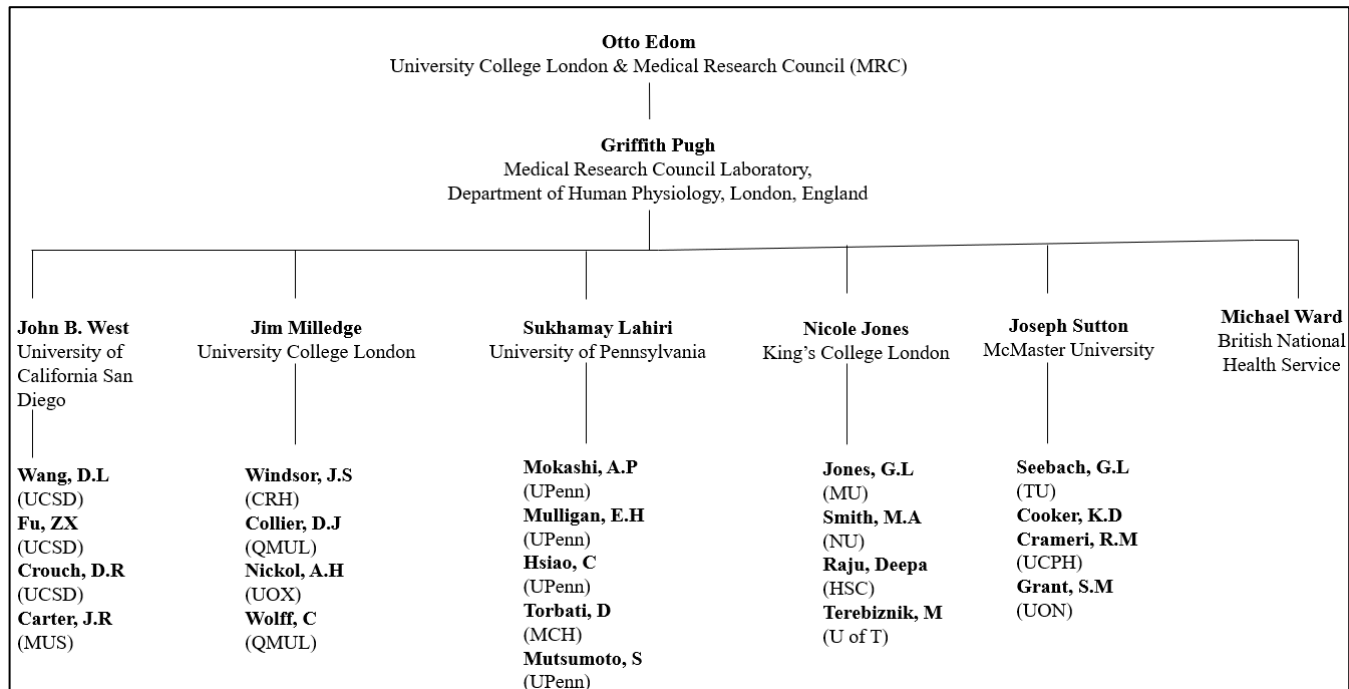 Otto Edom
University College London & Medical Research Council (MRC)
Griffith Pugh
Medical Research Council Laboratory,
Department of Human Physiology, London, England
John B. West
University of
California San
Diego
Jim Milledge
University College London
Sukhamay Lahiri
University of Pennsylvania
Nicole Jones
King's College London
Joseph Sutton
McMaster University
Michael Ward
British National
Health Service
Wang, D.L
(UCSD)
Fu, ZX
(UCSD)
Crouch, D.R
(UCSD)
Carter, J.R
(MUS)
Windsor, J.S
(CRH)
Collier, D.J
(QMUL)
Nickol, A.H
(UOX)
Wolff, C
(QMUL)
Mokashi, A.P
(UPenn)
Mulligan, E.H
(UPenn)
Hsiao, C
(UPenn)
Torbati, D
(MCH)
Mutsumoto, S
(UPenn)
Jones, G.L
(MU)
Smith, M.A
(NU)
Raju, Deepa
(HSC)
Terebiznik, M
(U of T)
Seebach, G.L
(TU)
Cooker, K.D
Crameri, R.M
(UCPH)
Grant, S.M
(UON)